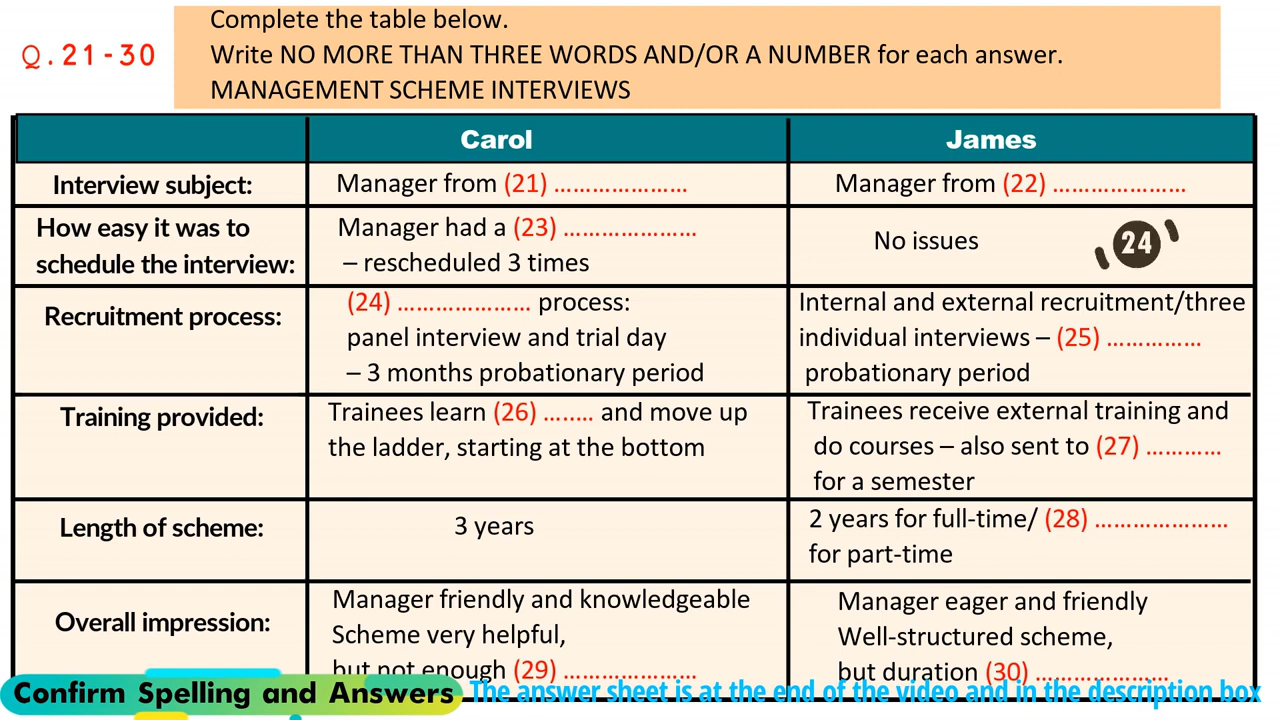 Q.21-30
Complete the table below.
Write NO MORE THAN THREE WORDS AND/OR A NUMBER for each answer.
MANAGEMENT SCHEME INTERVIEWS
Carol
James
Interview subject:
Manager from (21) .....................
Manager from (22) .....................
How easy it was to
schedule the interview:
Manager had a (23) .....................
– rescheduled 3 times
No issues
24
Recruitment process:
(24) ..................... process:
panel interview and trial day
– 3 months probationary period
Internal and external recruitment/three
individual interviews – (25) ...............
probationary period
Training provided:
Trainees learn (26) ........ and move up
the ladder, starting at the bottom
Trainees receive external training and
do courses – also sent to (27) ............
for a semester
Length of scheme:
3 years
2 years for full-time/ (28) .....................
for part-time
Overall impression:
Manager friendly and knowledgeable
Scheme very helpful,
but not enough (29) .....................
Manager eager and friendly
Well-structured scheme,
but duration (30) .....................
Confirm Spelling and Answers
The answer sheet is at the end of the video and in the description box